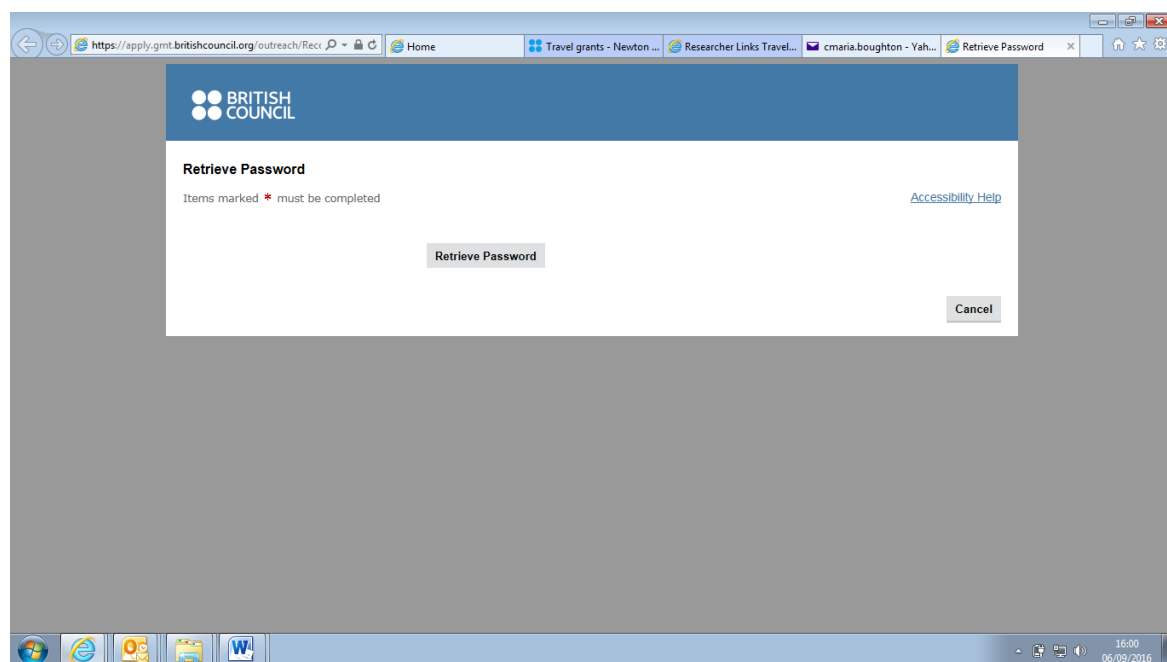 https://apply.gmt.britishcouncil.org/outreach/Rec
Home
Travel grants - Newton ...
Researcher Links Travel...
cmaria.boughton - Yah...
Retrieve Password
BRITISH
COUNCIL
Retrieve Password
Items marked * must be completed
Accessibility Help
Retrieve Password
Cancel
16:00
06/09/2016